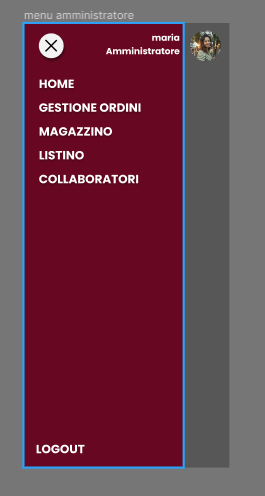 menu amministratore
maria
Amministratore
HOME
GESTIONE ORDINI
MAGAZZINO
LISTINO
COLLABORATORI
LOGOUT